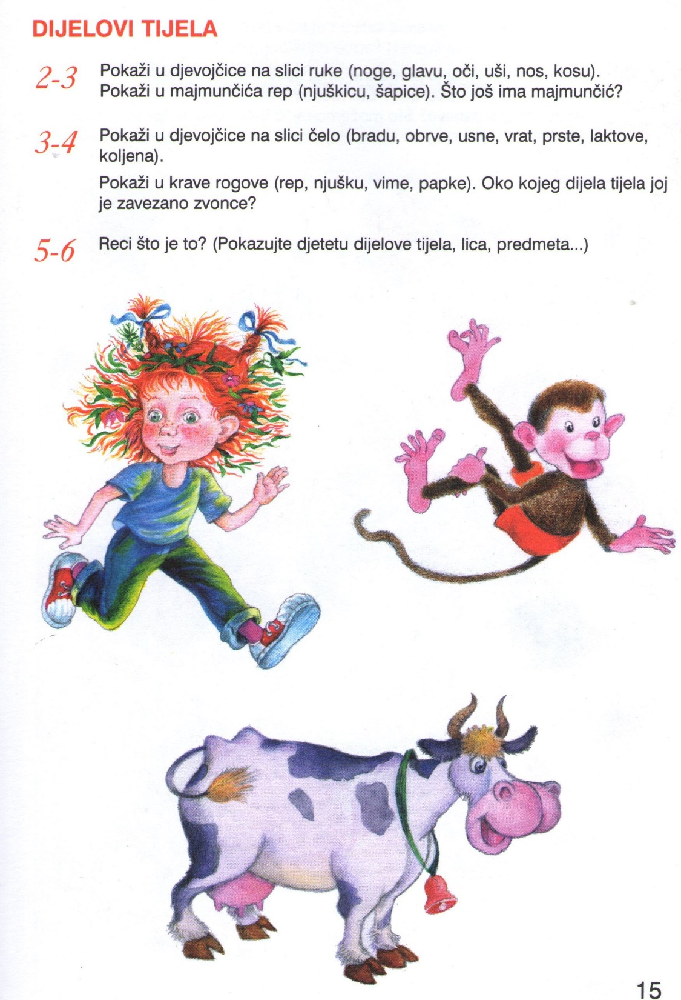 DIJELOVI TIJELA
2-3 Pokaži u djevojčice na slici ruke (noge, glavu, oči, uši, nos, kosu).
Pokaži u majmunčića rep (njuškicu, šapice). Što još ima majmunčić?
3-4 Pokaži u djevojčice na slici čelo (bradu, obrve, usne, vrat, prste, laktove,
koljena).
Pokaži u krave rogove (rep, njušku, vime, papke). Oko kojeg dijela tijela joj
je zavezano zvonce?
5-6 Reci što je to? (Pokazujte djetetu dijelove tijela, lica, predmeta...)
15